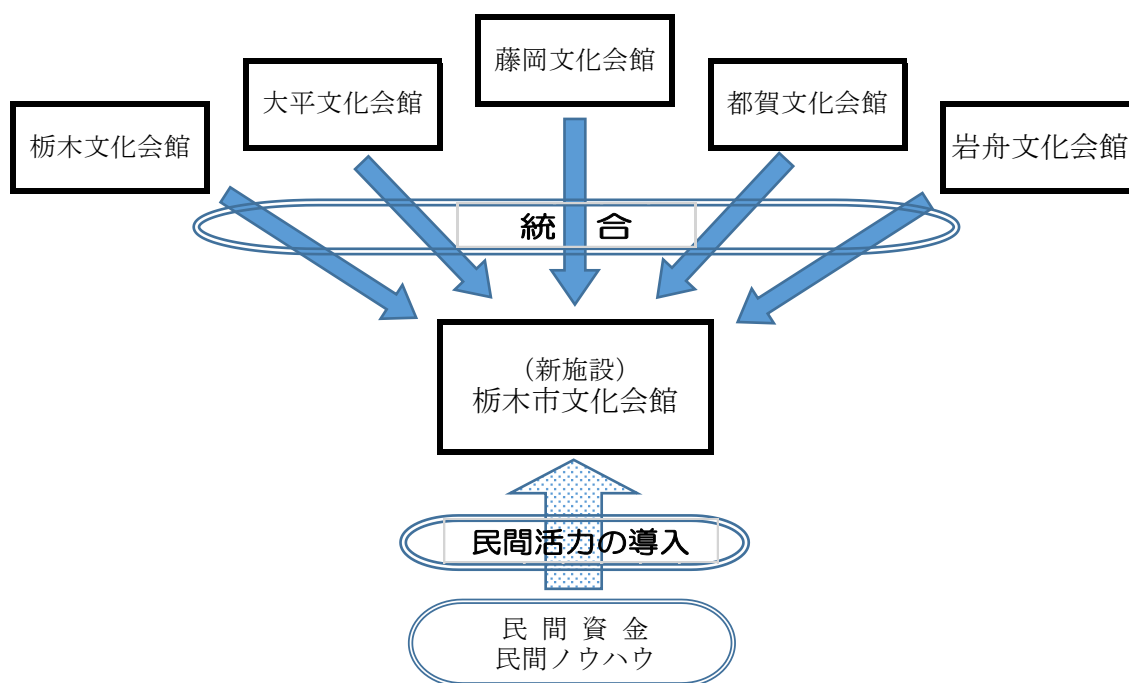 藤岡文化会館
大平文化会館
都賀文化会館
栃木文化会館
岩舟文化会館
統　合
（新施設）
栃木市文化会館
民間活力の導入
民 間 資 金
民間ノウハウ